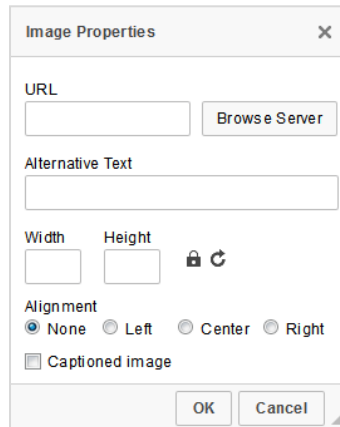 Image Properties
URL
Browse Server
Alternative Text
Width Height
Alignment
None Left Center Right
Captioned image
OK Cancel